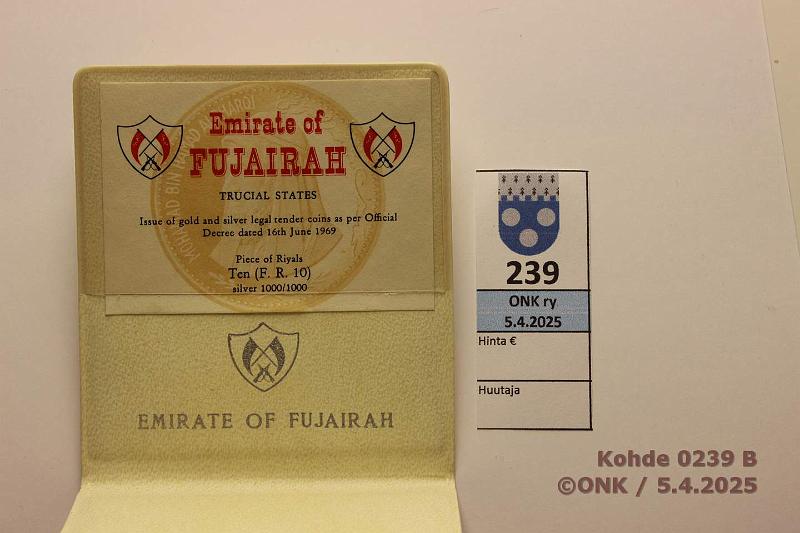 Emirate of
FUJAIRAH
TRUCIAL STATES
Issue of gold and silver legal tender coins as per Official
Decree dated 16th June 1969
Piece of Riyals
Ten (F. R. 10)
silver 1000/1000
EMIRATE OF FUJAIRAH
239
ONK ry
5.4.2025
Hinta €
Huutaja
Kohde 0239 B
©ONK / 5.4.2025